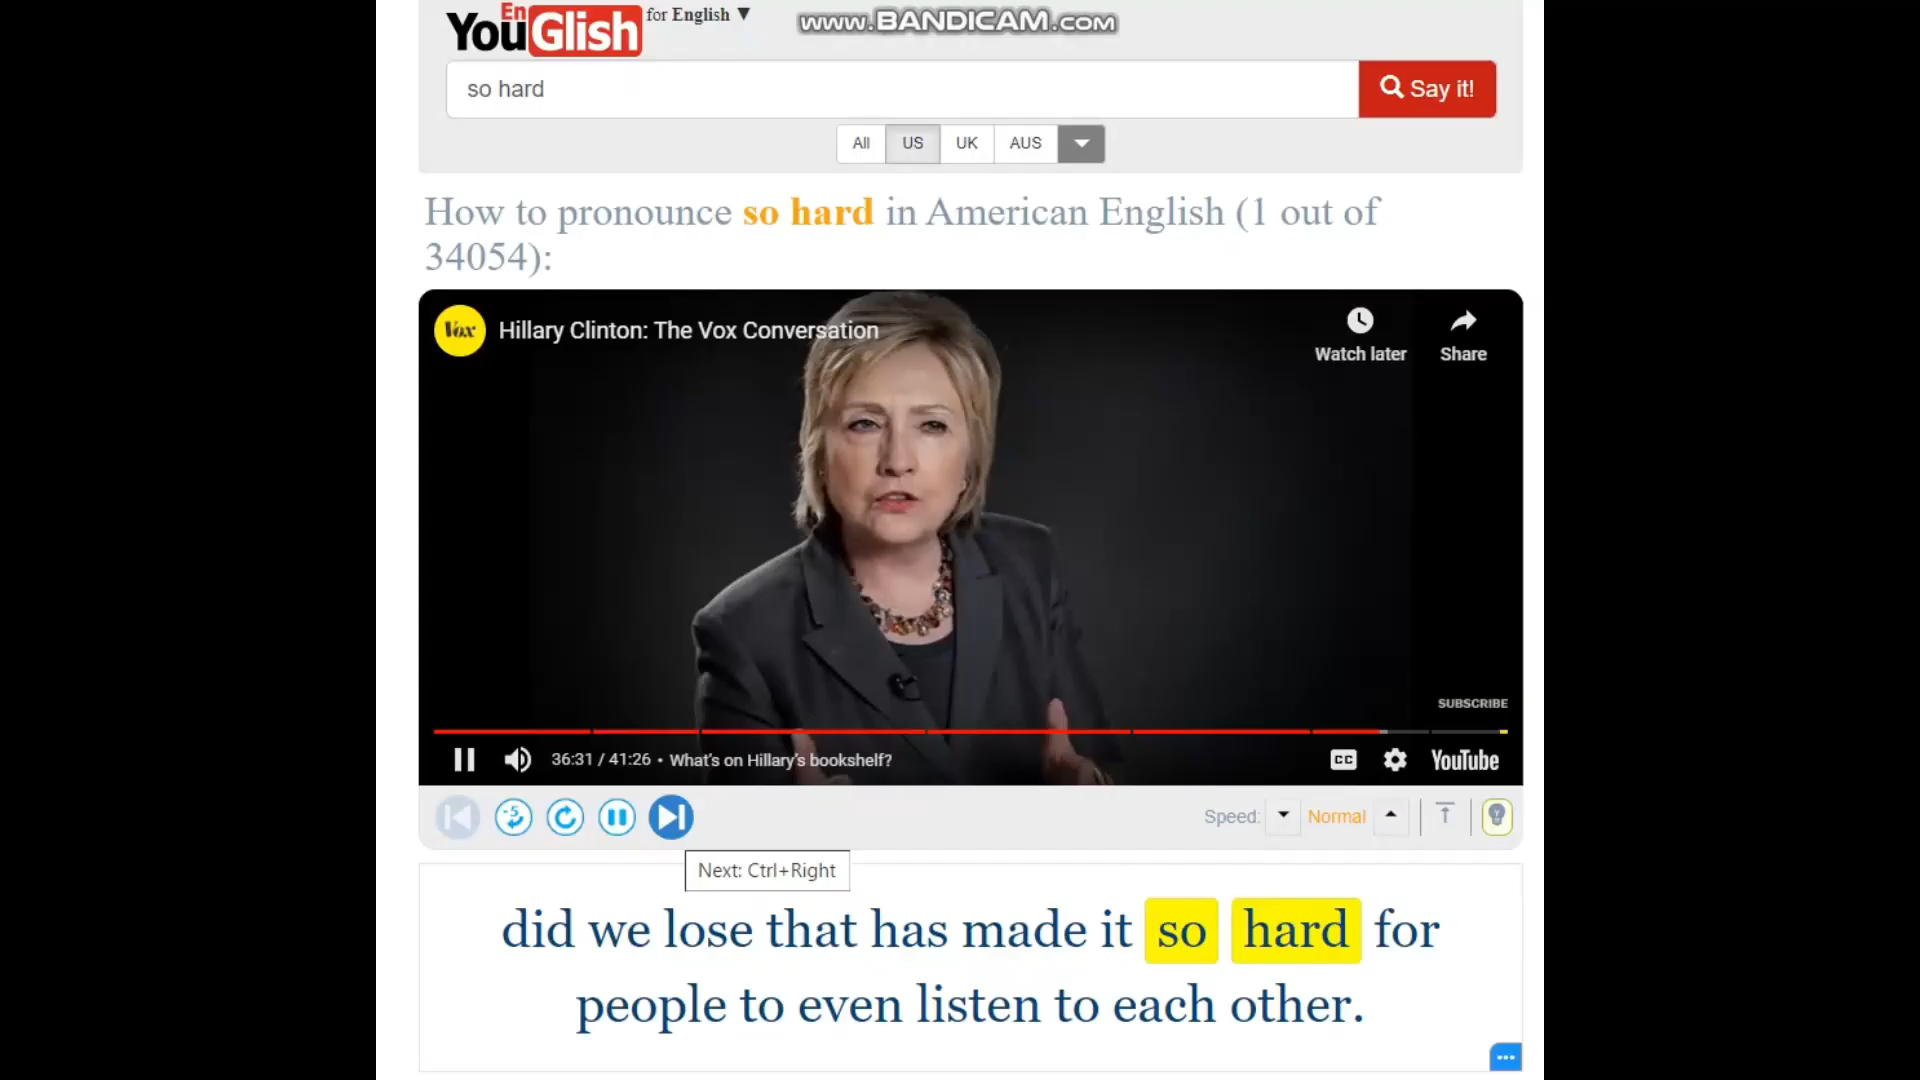 En
YouGlish for English ▼
www.BANDICAM.com
so hard
Say it!
All US UK AUS
How to pronounce so hard in American English (1 out of
34054):
Vox Hillary Clinton: The Vox Conversation
Watch later Share
SUBSCRIBE
36:31 / 41:26 • What's on Hillary's bookshelf?
CC YouTube
5 Speed: Normal
Next: Ctrl+Right
did we lose that has made it so hard for
people to even listen to each other.